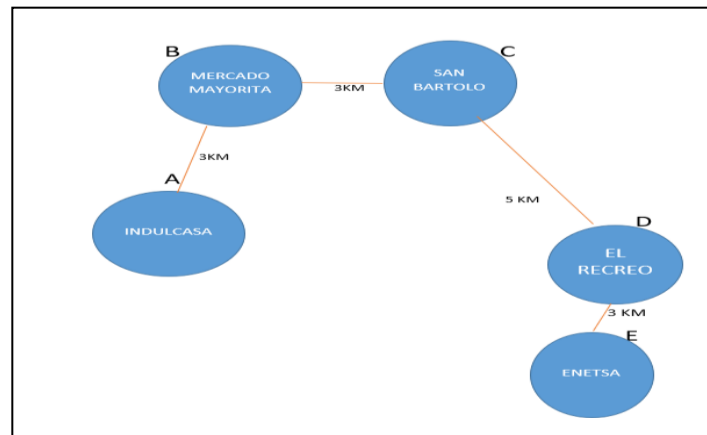 B
MERCADO
MAYORITA
3KM
C
SAN
BARTOLO
3KM
A
INDULCASA
5 KM
D
EL
RECREO
3 KM
E
ENETSA